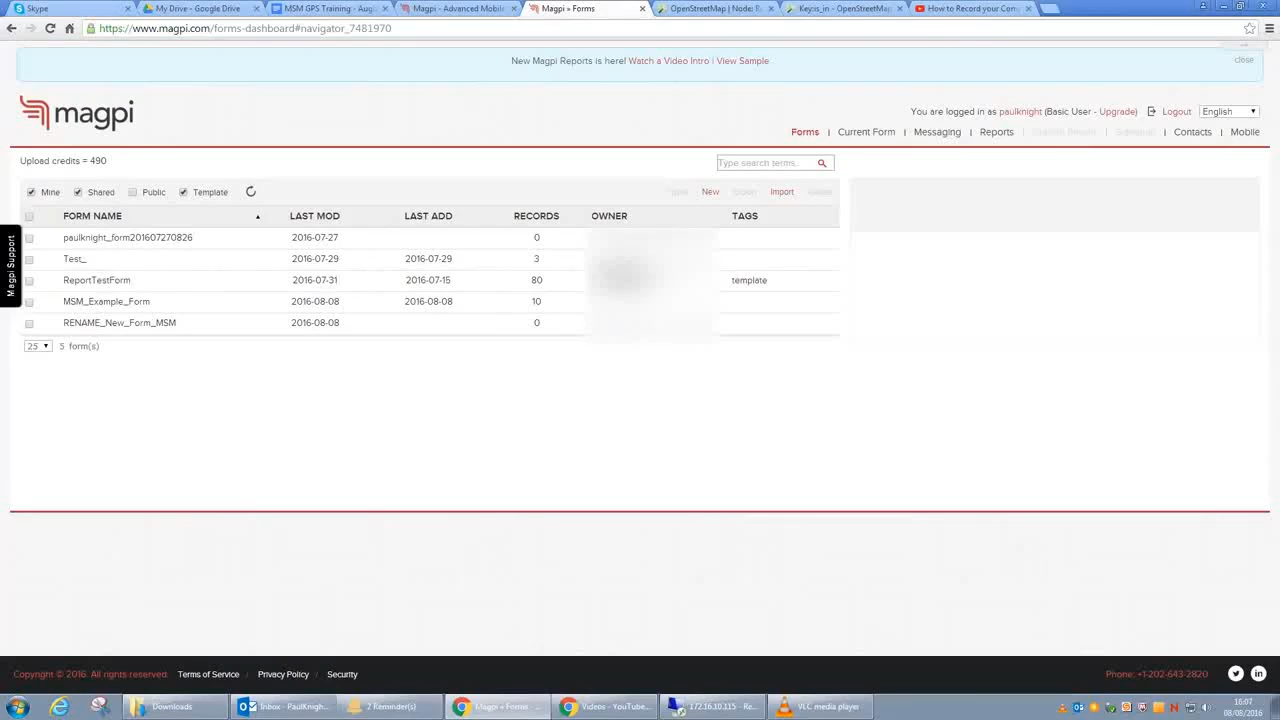 Skype
My Drive - Google Drive
MSM GPS Training - Aug
Magpi - Advanced Mobile
Magpi » Forms
OpenStreetMap | Node: B
Key:is_in - OpenStreetMap
How to Record your Com
https://www.magpi.com/forms-dashboard#navigator_7481970
New Magpi Reports is here! Watch a Video Intro | View Sample
close
magpi
You are logged in as paulknight (Basic User - Upgrade)
Logout
English
Forms | Current Form | Messaging | Reports
Contacts | Mobile
Upload credits = 490
Type search terms..
Mine Shared Public Template
New
Import
FORM NAME LAST MOD LAST ADD RECORDS OWNER TAGS
paulknight_form201607270826 2016-07-27 0
Test_ 2016-07-29 2016-07-29 3
ReportTestForm 2016-07-31 2016-07-15 80 template
MSM_Example_Form 2016-08-08 2016-08-08 10
RENAME_New_Form_MSM 2016-08-08 0
25 5 form(s)
Magpi Support
Copyright © 2016. All rights reserved. Terms of Service / Privacy Policy / Security
Phone: +1-202-643-2820
Downloads
Inbox - PaulKnigh...
2 Reminder(s)
Magpi » Forms - ...
Videos - YouTube...
172.16.10.115 - Re...
VLC media player
16:07
08/08/2016